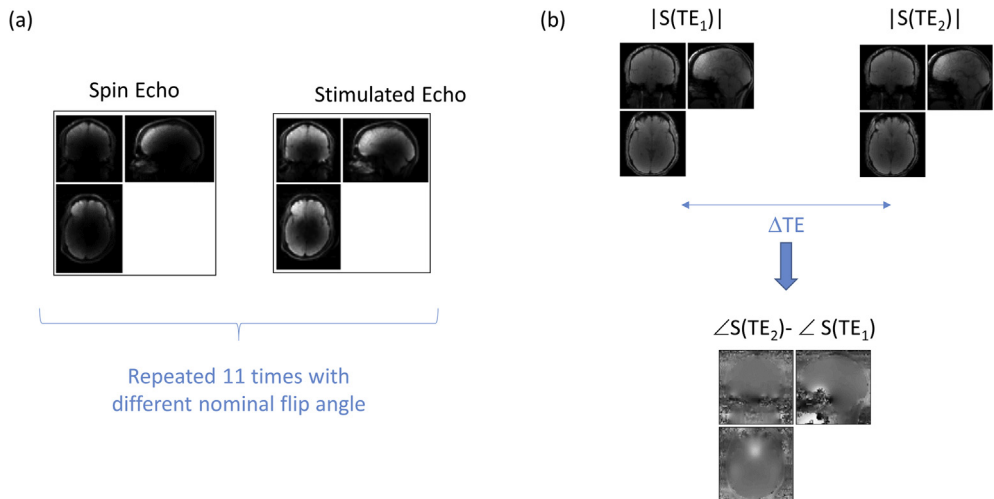 (a)
Spin Echo
Stimulated Echo
Repeated 11 times with
different nominal flip angle
(b)
|S(TE₁)|
|S(TE₂)|
ΔTE
∠S(TE₂)- ∠ S(TE₁)